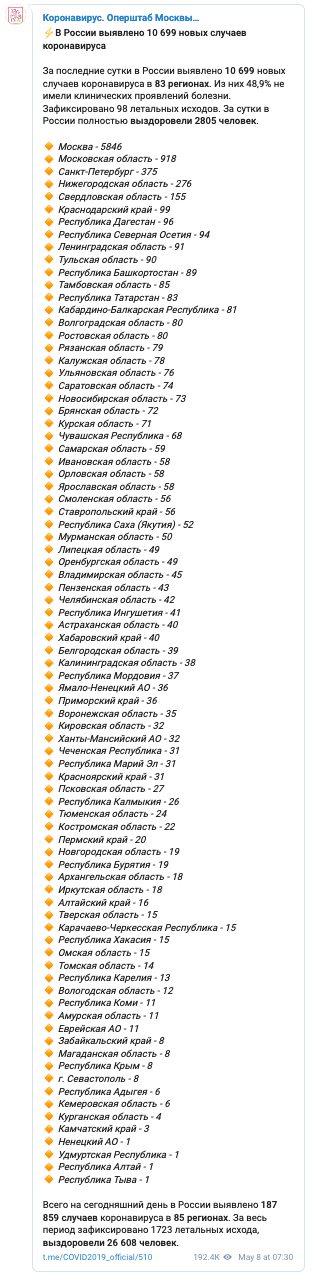 Коронавирус. Оперштаб Москвы…
⚡В России выявлено 10 699 новых случаев
коронавируса
За последние сутки в России выявлено 10 699 новых
случаев коронавируса в 83 регионах. Из них 48,9% не
имели клинических проявлений болезни.
Зафиксировано 98 летальных исходов. За сутки в
России полностью выздоровели 2805 человек.
🔸 Москва - 5846
🔸 Московская область - 918
🔸 Санкт-Петербург - 375
🔸 Нижегородская область - 276
🔸 Свердловская область - 155
🔸 Краснодарский край - 99
🔸 Республика Дагестан - 96
🔸 Республика Северная Осетия - 94
🔸 Ленинградская область - 91
🔸 Тульская область - 90
🔸 Республика Башкортостан - 89
🔸 Тамбовская область - 85
🔸 Республика Татарстан - 83
🔸 Кабардино-Балкарская Республика - 81
🔸 Волгоградская область - 80
🔸 Ростовская область - 80
🔸 Рязанская область - 79
🔸 Калужская область - 78
🔸 Ульяновская область - 76
🔸 Саратовская область - 74
🔸 Новосибирская область - 73
🔸 Брянская область - 72
🔸 Курская область - 71
🔸 Чувашская Республика - 68
🔸 Самарская область - 59
🔸 Ивановская область - 58
🔸 Орловская область - 58
🔸 Ярославская область - 58
🔸 Смоленская область - 56
🔸 Ставропольский край - 56
🔸 Республика Саха (Якутия) - 52
🔸 Мурманская область - 50
🔸 Липецкая область - 49
🔸 Оренбургская область - 49
🔸 Владимирская область - 45
🔸 Пензенская область - 43
🔸 Челябинская область - 42
🔸 Республика Ингушетия - 41
🔸 Астраханская область - 40
🔸 Хабаровский край - 40
🔸 Белгородская область - 39
🔸 Калининградская область - 38
🔸 Республика Мордовия - 37
🔸 Ямало-Ненецкий АО - 36
🔸 Приморский край - 36
🔸 Воронежская область - 35
🔸 Кировская область - 32
🔸 Ханты-Мансийский АО - 32
🔸 Чеченская Республика - 31
🔸 Республика Марий Эл - 31
🔸 Красноярский край - 31
🔸 Псковская область - 27
🔸 Республика Калмыкия - 26
🔸 Тюменская область - 24
🔸 Костромская область - 22
🔸 Пермский край - 20
🔸 Новгородская область - 19
🔸 Республика Бурятия - 19
🔸 Архангельская область - 18
🔸 Иркутская область - 18
🔸 Алтайский край - 16
🔸 Тверская область - 15
🔸 Карачаево-Черкесская Республика - 15
🔸 Республика Хакасия - 15
🔸 Омская область - 15
🔸 Томская область - 14
🔸 Республика Карелия - 13
🔸 Вологодская область - 12
🔸 Республика Коми - 11
🔸 Амурская область - 11
🔸 Еврейская АО - 11
🔸 Забайкальский край - 8
🔸 Магаданская область - 8
🔸 Республика Крым - 8
🔸 г. Севастополь - 8
🔸 Республика Адыгея - 6
🔸 Кемеровская область - 6
🔸 Курганская область - 4
🔸 Камчатский край - 3
🔸 Ненецкий АО - 1
🔸 Удмуртская Республика - 1
🔸 Республика Алтай - 1
🔸 Республика Тыва - 1
Всего на сегодняшний день в России выявлено 187
859 случаев коронавируса в 85 регионах. За весь
период зафиксировано 1723 летальных исхода,
выздоровели 26 608 человек.
t.me/COVID2019_official/510 192.4K May 8 at 07:30